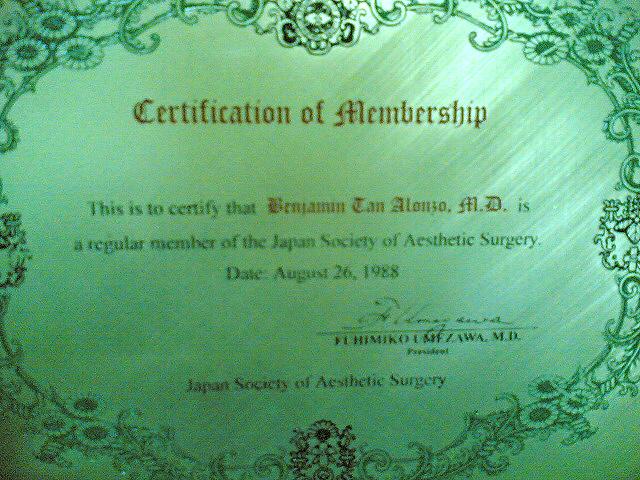 Certification of Membership
This is to certify that Benjamin Tan Alonzo, M.D. is
a regular member of the Japan Society of Aesthetic Surgery.
Date: August 26, 1988
F. Umezawa
FUHIMIKO UMEZAWA, M.D.
President
Japan Society of Aesthetic Surgery